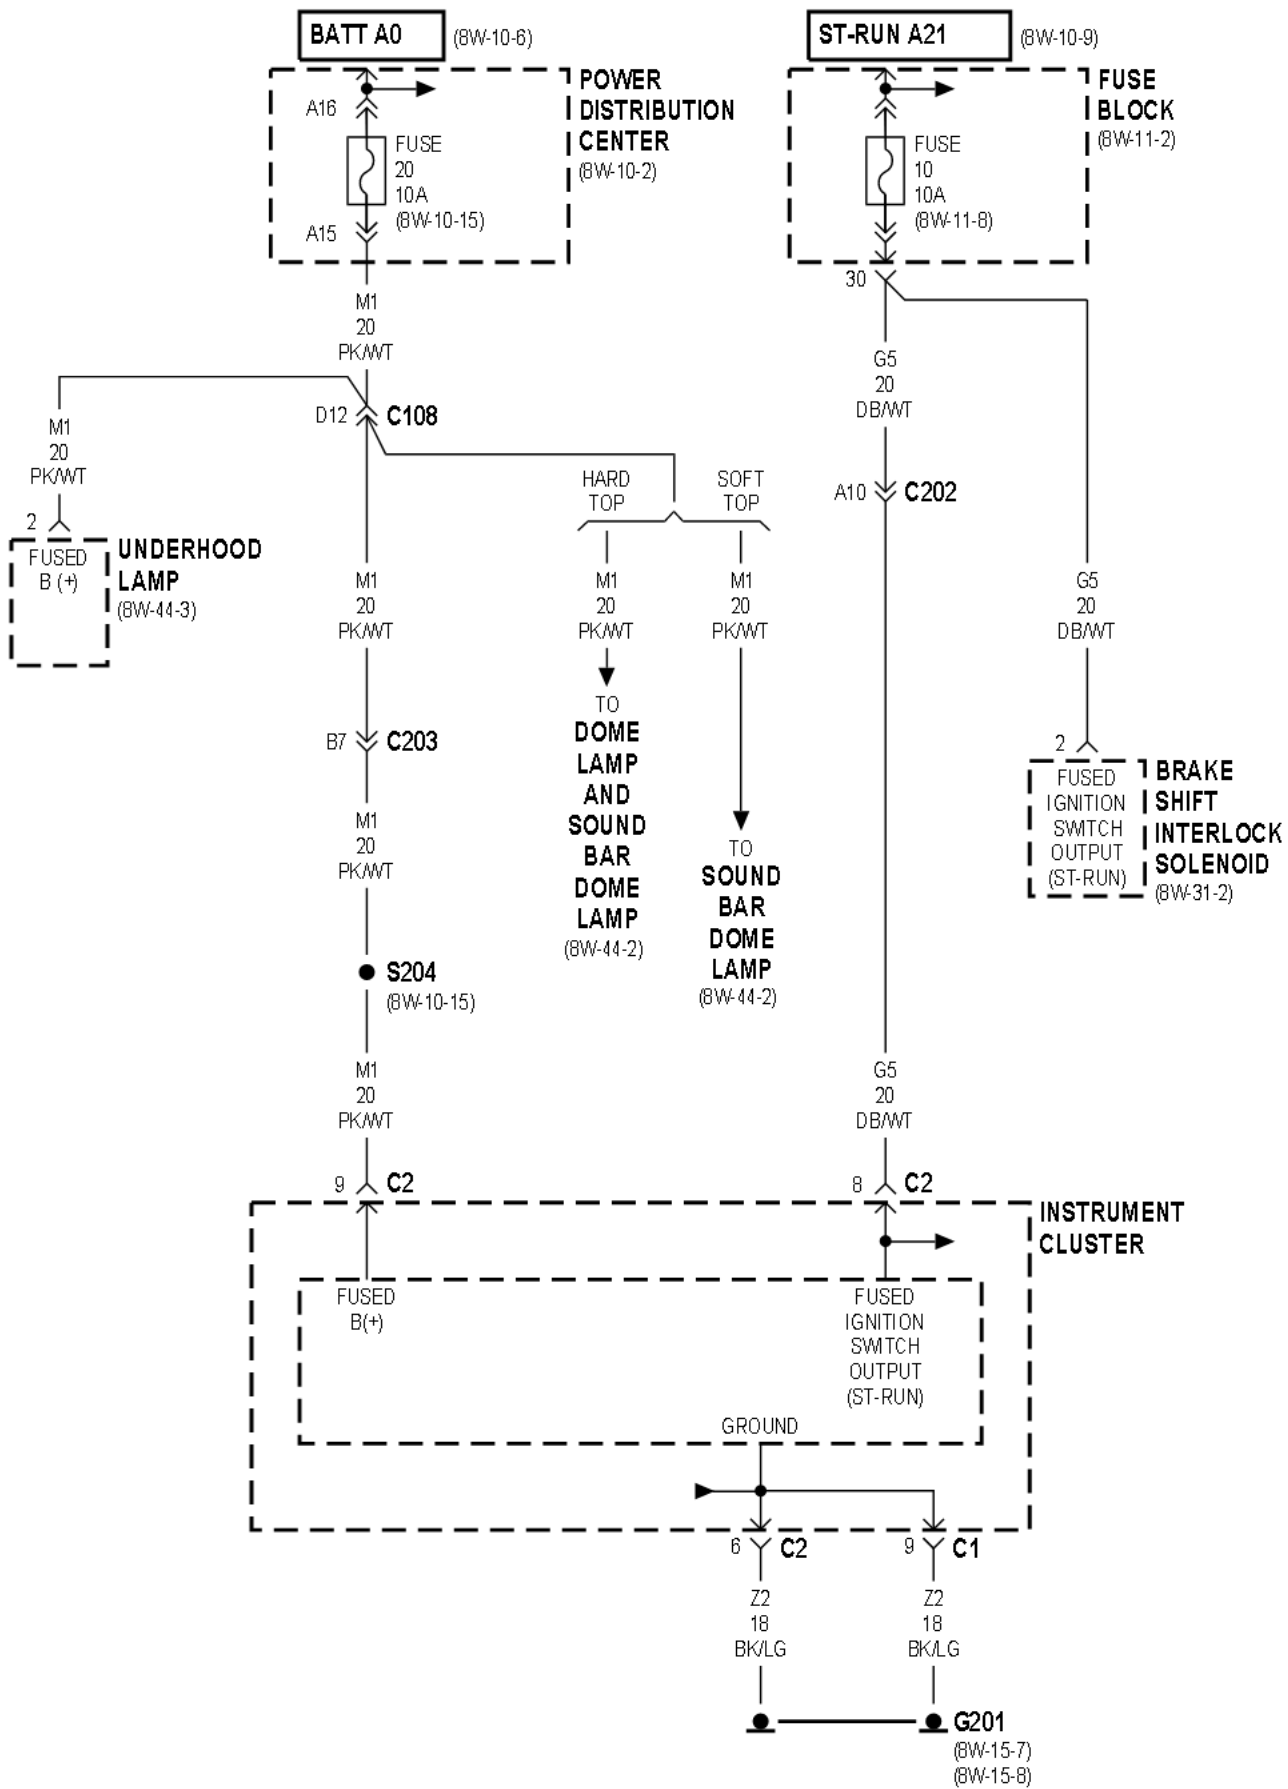 BATT A0
(8W-10-6)
ST-RUN A21
(8W-10-9)
POWER
DISTRIBUTION
CENTER
(8W-10-2)
A16
FUSE
20
10A
(8W-10-15)
A15
FUSE
BLOCK
(8W-11-2)
FUSE
10
10A
(8W-11-8)
30
M1
20
PK/WT
G5
20
DB/WT
D12
C108
M1
20
PK/WT
2
FUSED
B (+)
UNDERHOOD
LAMP
(8W-44-3)
HARD
TOP
SOFT
TOP
A10
C202
M1
20
PK/WT
M1
20
PK/WT
M1
20
PK/WT
G5
20
DB/WT
TO
DOME
LAMP
AND
SOUND
BAR
DOME
LAMP
(8W-44-2)
TO
SOUND
BAR
DOME
LAMP
(8W-44-2)
B7
C203
2
FUSED
IGNITION
SWITCH
OUTPUT
(ST-RUN)
BRAKE
SHIFT
INTERLOCK
SOLENOID
(8W-31-2)
M1
20
PK/WT
S204
(8W-10-15)
M1
20
PK/WT
G5
20
DB/WT
9
C2
8
C2
INSTRUMENT
CLUSTER
FUSED
B(+)
FUSED
IGNITION
SWITCH
OUTPUT
(ST-RUN)
GROUND
6
C2
9
C1
Z2
18
BK/LG
Z2
18
BK/LG
G201
(8W-15-7)
(8W-15-8)